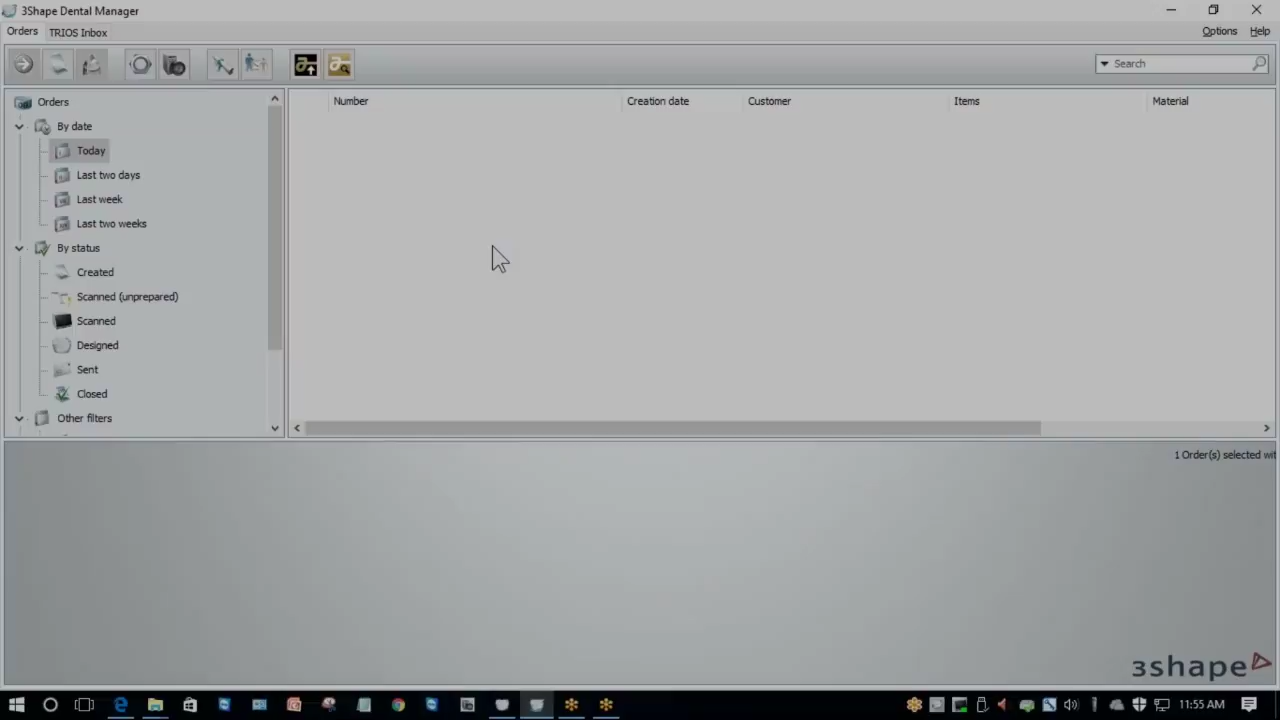 3Shape Dental Manager
Orders
TRIOS Inbox
Options
Help
Search
Orders
By date
Today
Last two days
Last week
Last two weeks
By status
Created
Scanned (unprepared)
Scanned
Designed
Sent
Closed
Other filters
Number
Creation date
Customer
Items
Material
1 Order(s) selected wit
3shape
11:55 AM